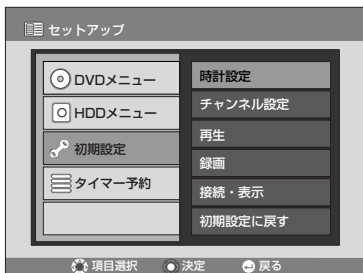 セットアップ
DVDメニュー
HDDメニュー
初期設定
タイマー予約
時計設定
チャンネル設定
再生
録画
接続・表示
初期設定に戻す
項目選択 決定 戻る